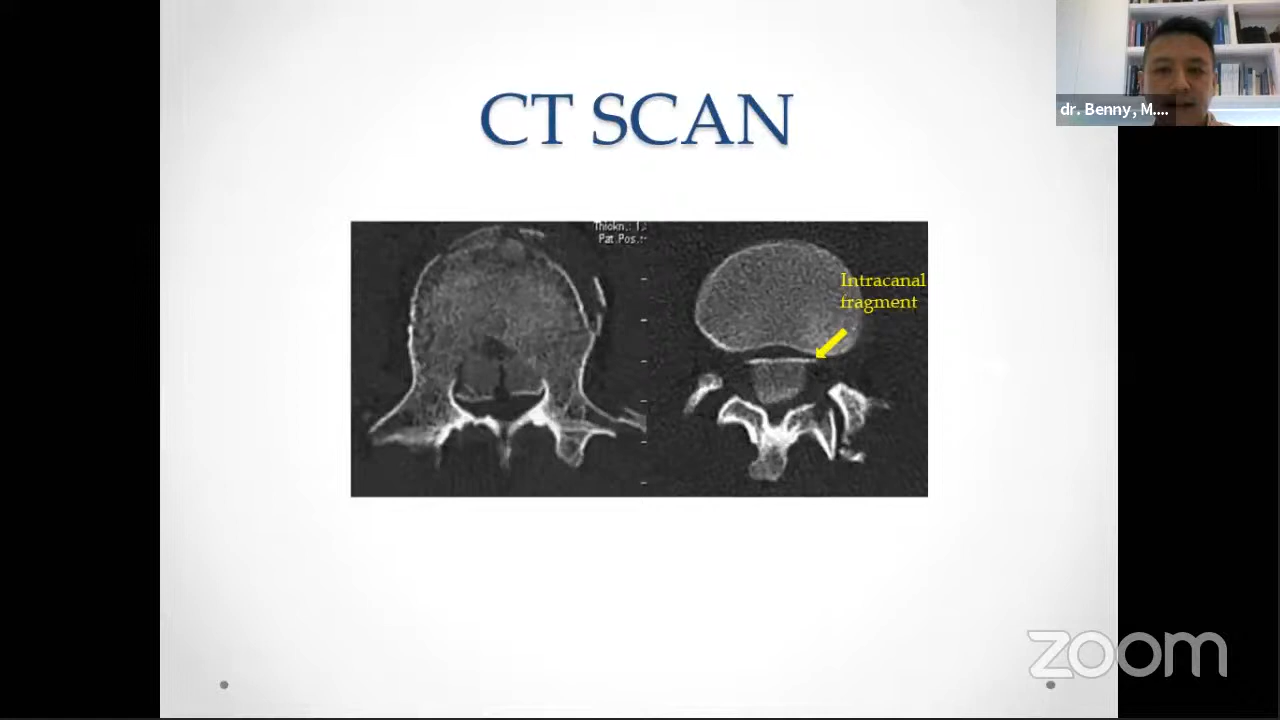 dr. Benny, M....
CT SCAN
Thickn.: 1.
Pat.Pos.:
Intracanal
fragment
zoom